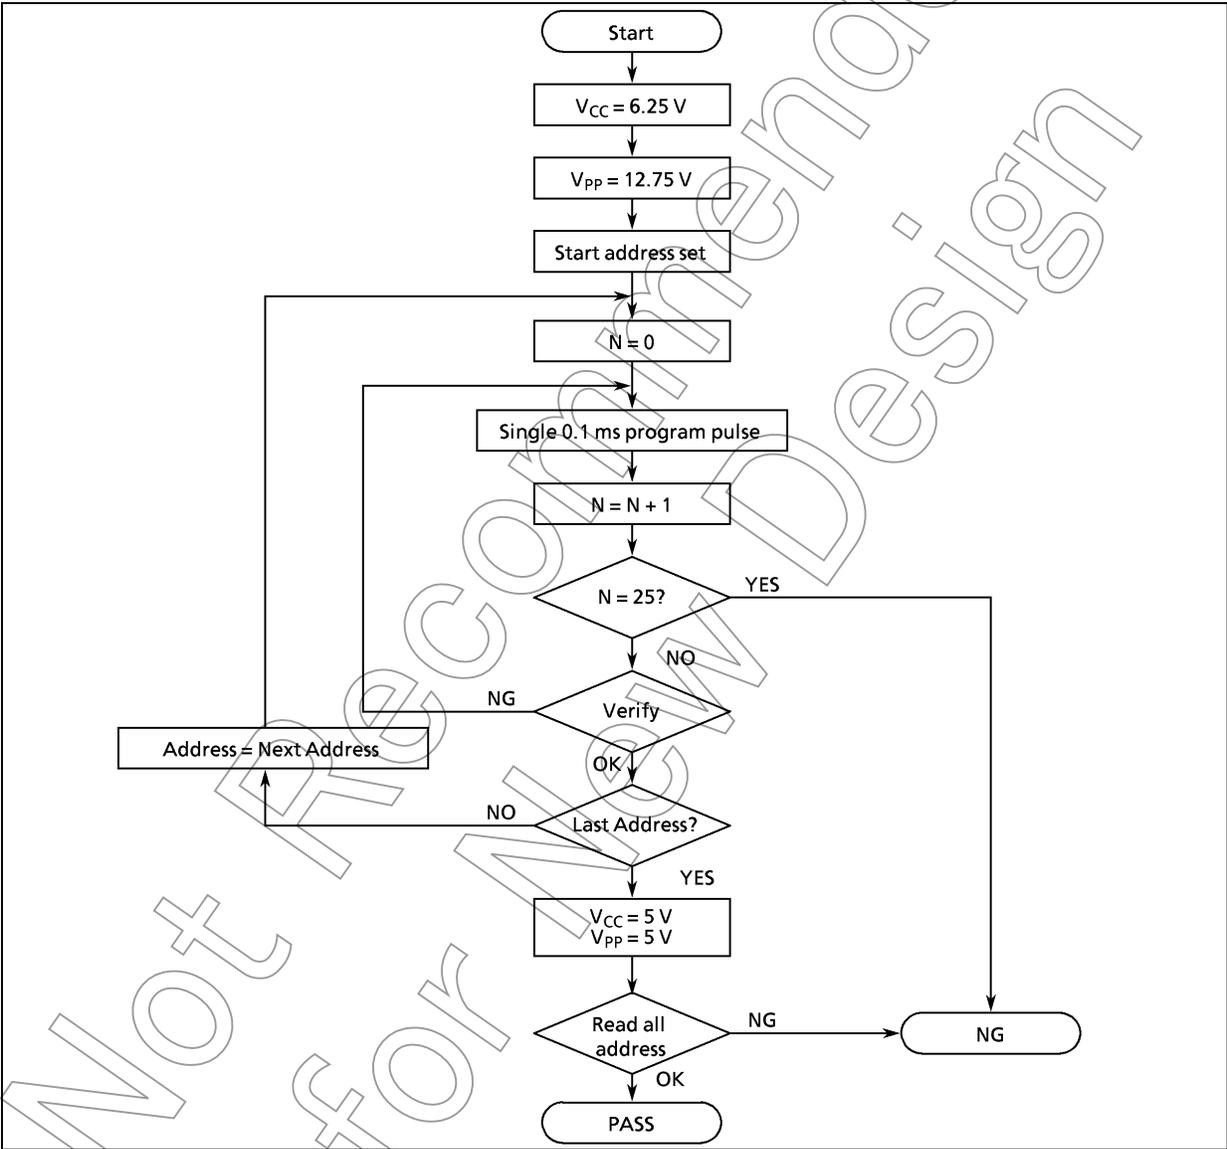 Start
VCC = 6.25 V
VPP = 12.75 V
Start address set
N = 0
Single 0.1 ms program pulse
N = N + 1
N = 25?
YES
NO
NG
Verify
Address = Next Address
OK
NO
Last Address?
YES
VCC = 5 V
VPP = 5 V
Read all
address
NG
NG
OK
PASS
Not Recommended
for New Design